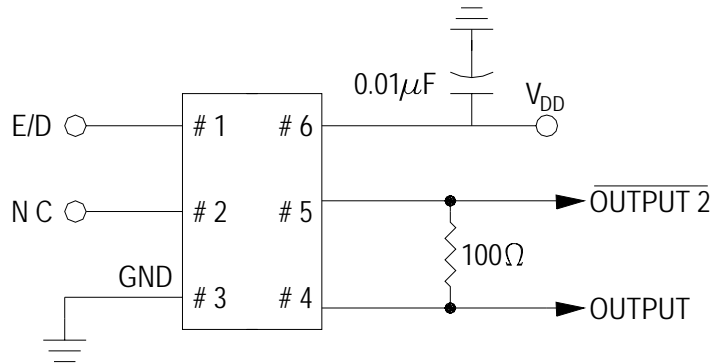 0.01μF
V_DD
E/D
# 1
# 6
N C
# 2
# 5
OUTPUT 2
100Ω
GND
# 3
# 4
OUTPUT